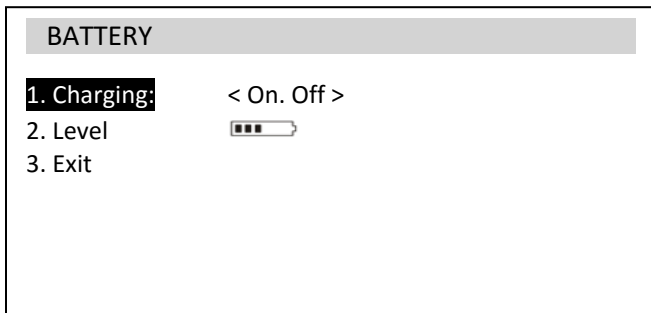 BATTERY
1. Charging: < On. Off >
2. Level
3. Exit